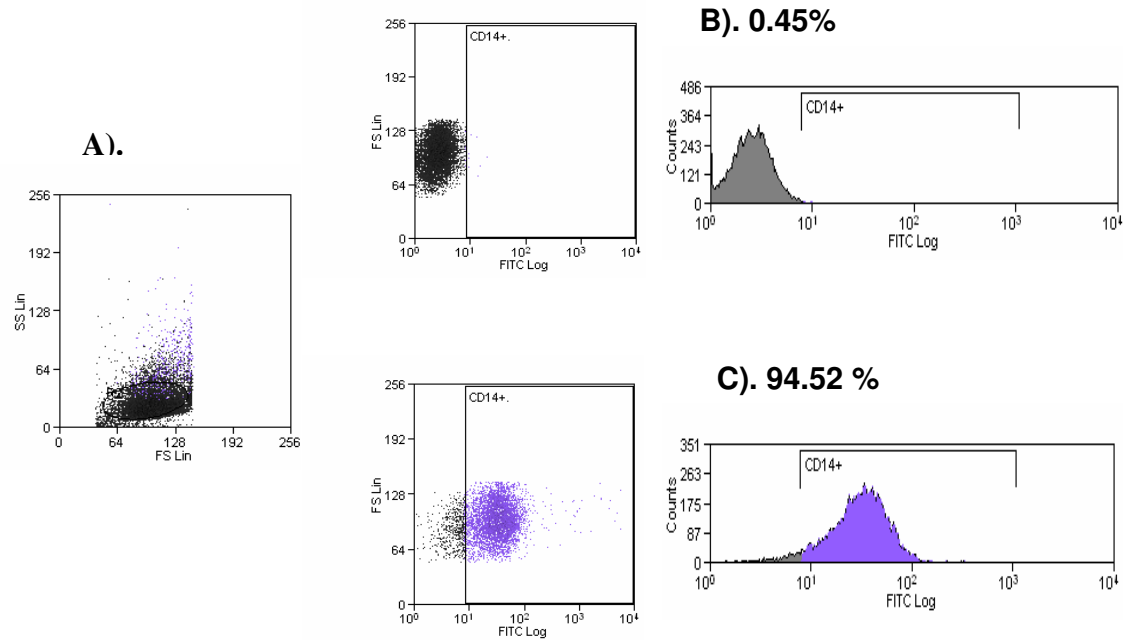 A).
256
192
128
64
0
SS Lin
0 64 128 192 256
FS Lin
256
192
128
64
0
FS Lin
CD14+.
10⁰ 10¹ 10² 10³ 10⁴
FITC Log
B). 0.45%
486
364
243
121
0
Counts
CD14+
10⁰ 10¹ 10² 10³ 10⁴
FITC Log
256
192
128
64
0
FS Lin
CD14+.
10⁰ 10¹ 10² 10³ 10⁴
FITC Log
C). 94.52 %
351
263
175
87
0
Counts
CD14+
10⁰ 10¹ 10² 10³ 10⁴
FITC Log